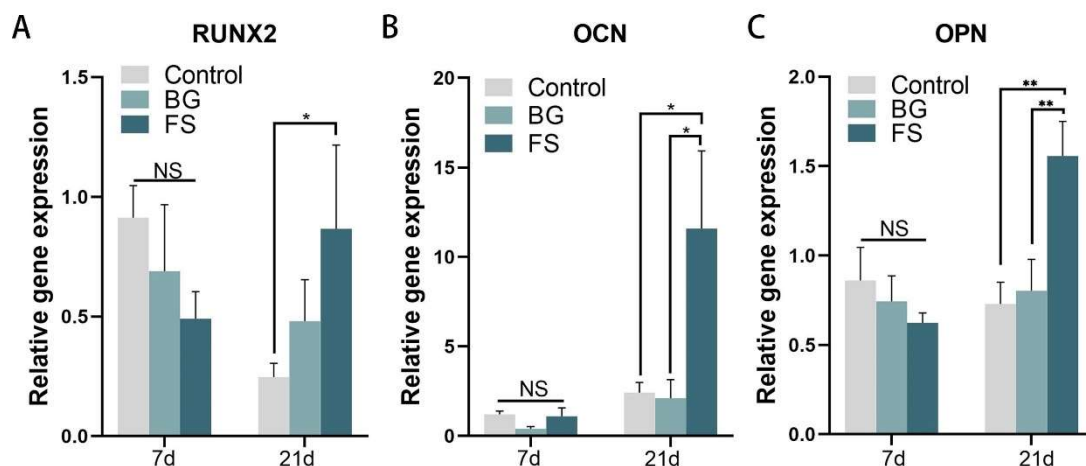 A
RUNX2
Control
BG
FS
Relative gene expression
1.5
1.0
0.5
0.0
NS
*
7d
21d
B
OCN
Control
BG
FS
Relative gene expression
20
15
10
5
0
NS
*
*
7d
21d
C
OPN
Control
BG
FS
Relative gene expression
2.0
1.5
1.0
0.5
0.0
NS
**
**
7d
21d